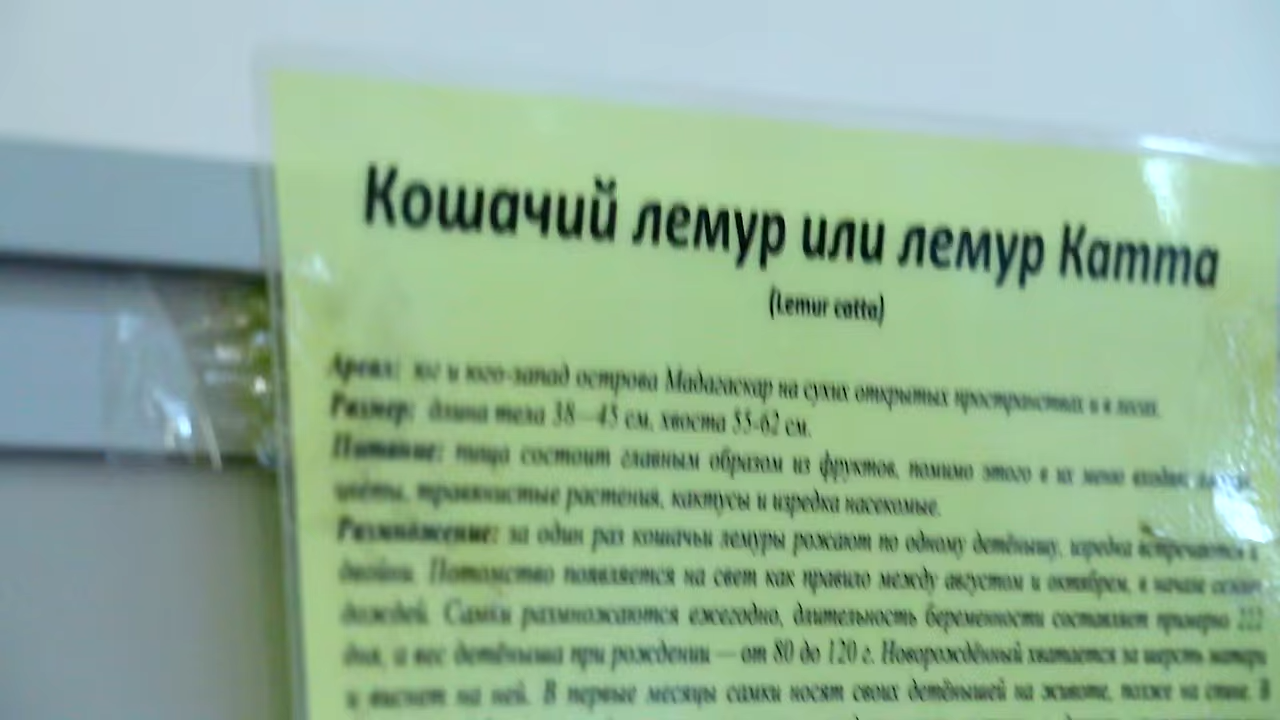 Кошачий лемур или лемур Катта
(Lemur catta)
Ареал: юг и юго-запад острова Мадагаскар на сухих открытых пространствах и в лесах.
Размер: длина тела 38—45 см, хвоста 55-62 см.
Питание: пища состоит главным образом из фруктов, помимо этого в их меню входят
цветы, травянистые растения, кактусы и изредка насекомые.
Размножение: за один раз кошачьи лемуры рожают по одному детёнышу, изредка встречаются и
двойни. Потомство появляется на свет как правило между августом и октябрем, в начале сезона
дождей. Самки размножаются ежегодно, длительность беременности составляет примерно 222
дня, а вес детёныша при рождении — от 80 до 120 г. Новорождённый хватается за шерсть матери
и виснет на ней. В первые месяцы самки носят своих детёнышей на животе, позже на спине. В